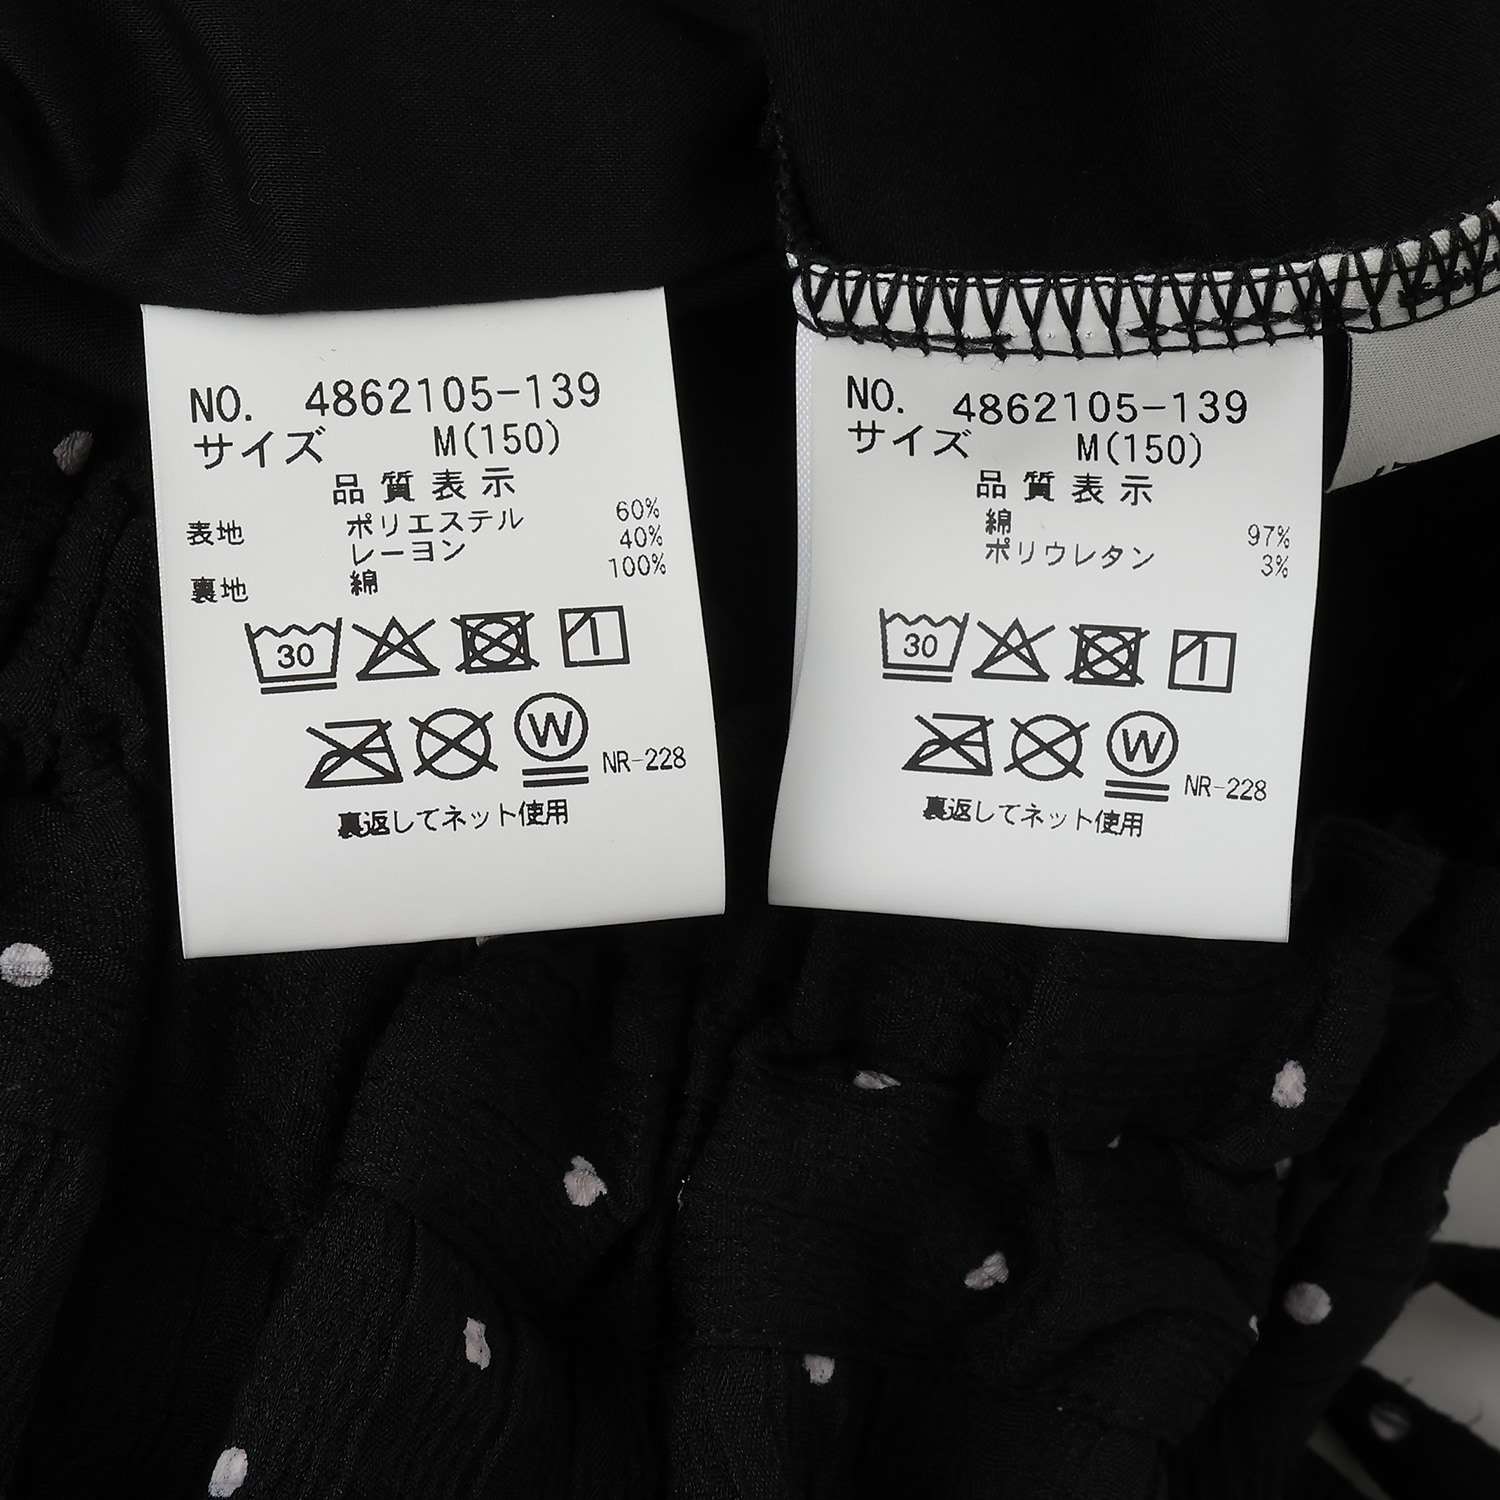 NO. 4862105-139
サイズ M(150)
品質表示
表地 ポリエステル 60%
レーヨン 40%
裏地 綿 100%
30
W NR-228
裏返してネット使用
NO. 4862105-139
サイズ M(150)
品質表示
綿 97%
ポリウレタン 3%
30
W NR-228
裏返してネット使用